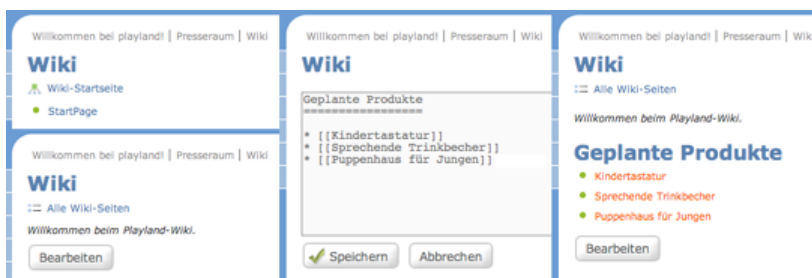 Willkommen bei playland! | Presseraum | Wiki
Wiki
Wiki-Startseite
StartPage
Willkommen bei playland! | Presseraum | Wiki
Wiki
Alle Wiki-Seiten
Willkommen beim Playland-Wiki.
Bearbeiten
Willkommen bei playland! | Presseraum | Wiki
Wiki
Geplante Produkte
=================
* [[Kindertastatur]]
* [[Sprechende Trinkbecher]]
* [[Puppenhaus für Jungen]]
Speichern Abbrechen
Willkommen bei playland! | Presseraum | Wik
Wiki
Alle Wiki-Seiten
Willkommen beim Playland-Wiki.
Geplante Produkte
Kindertastatur
Sprechende Trinkbecher
Puppenhaus für Jungen
Bearbeiten